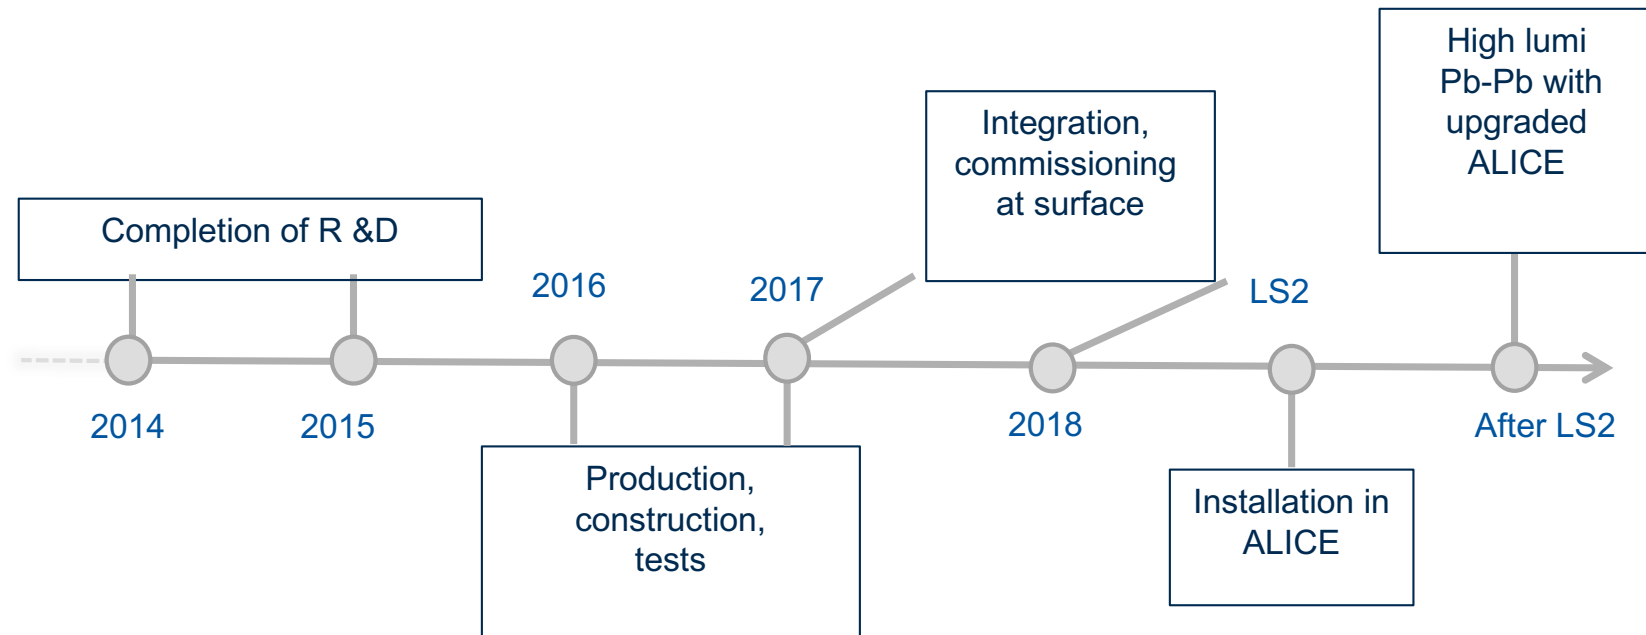 High lumi
Pb-Pb with
upgraded
ALICE
Integration,
commissioning
at surface
Completion of R &D
2016
2017
LS2
2014
2015
2018
After LS2
Production,
construction,
tests
Installation in
ALICE